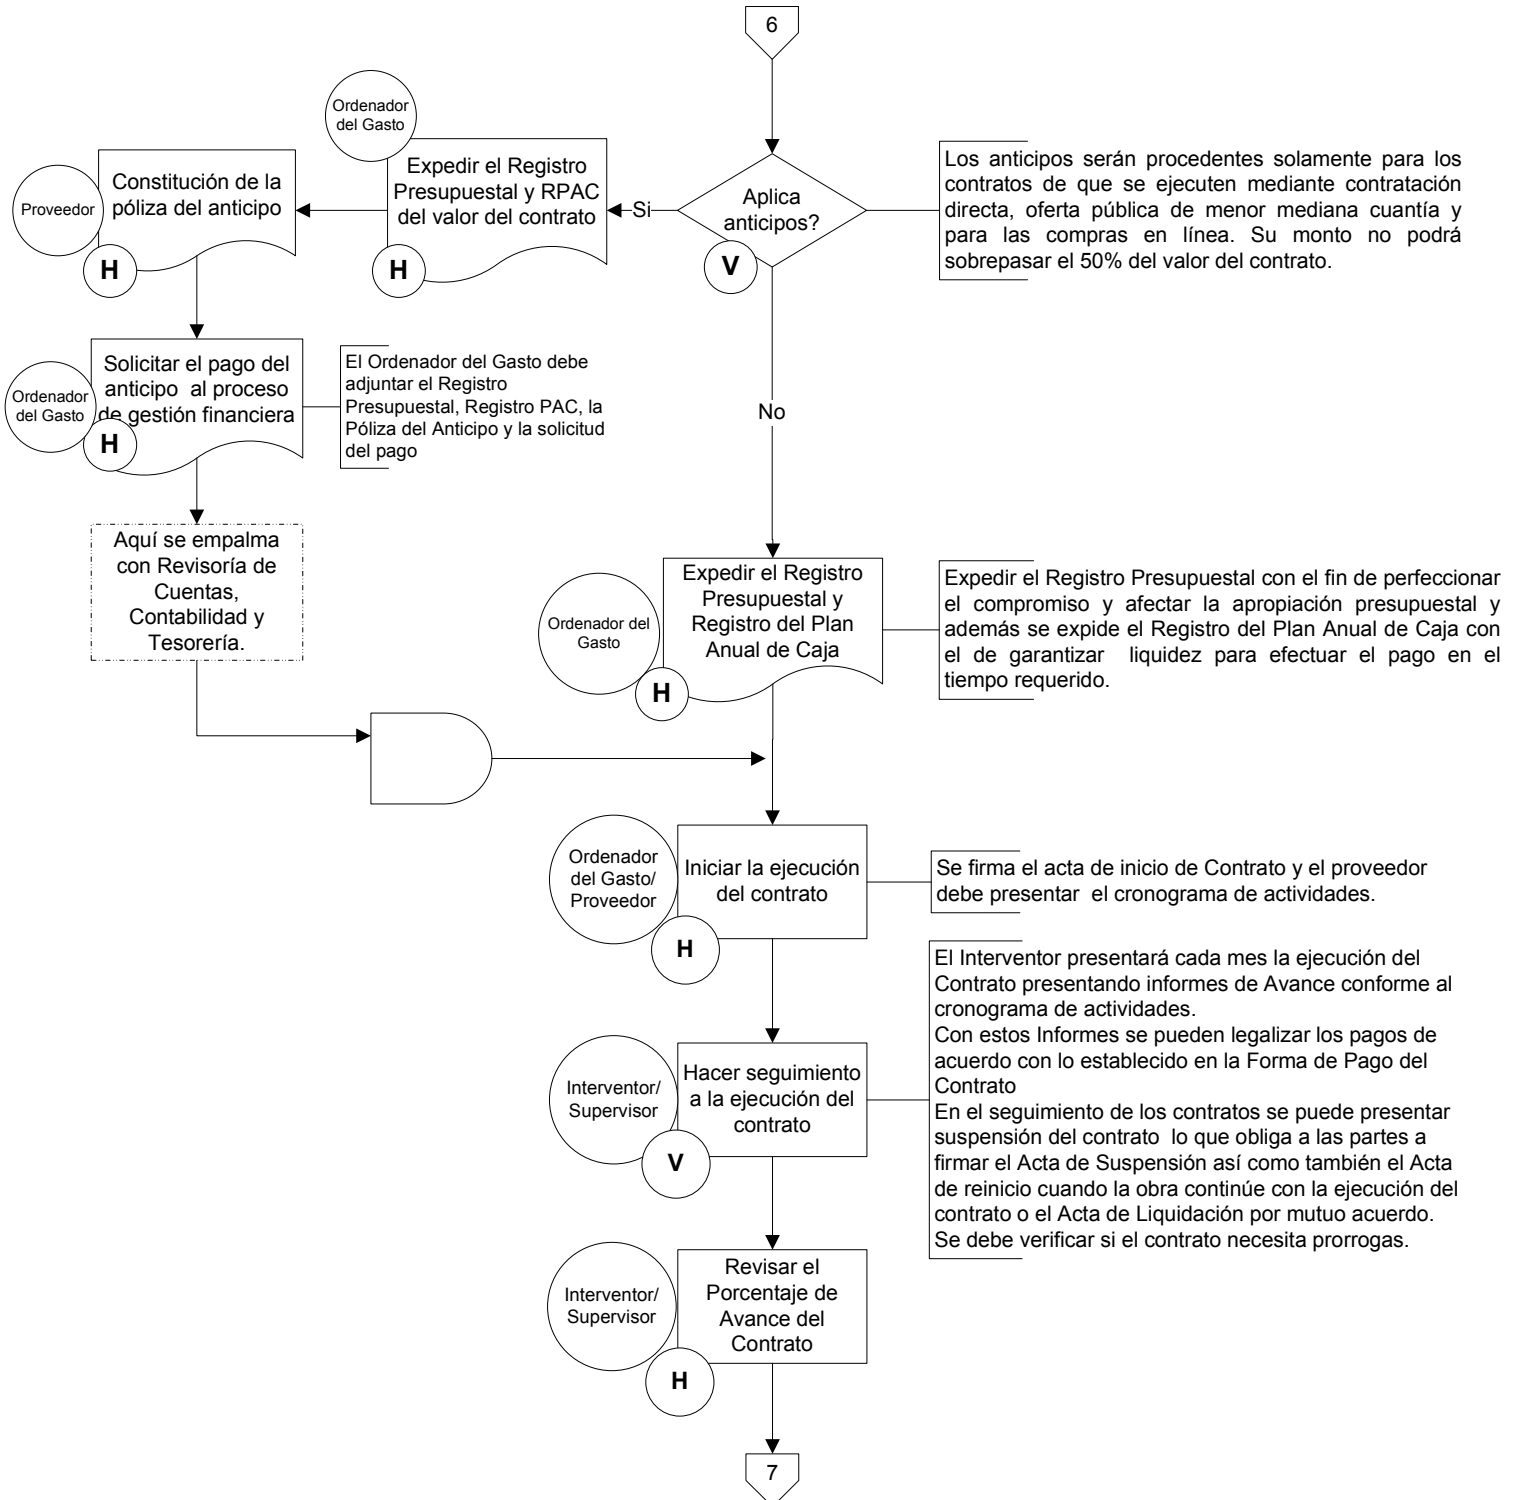 6
Ordenador
del Gasto
Expedir el Registro
Presupuestal y RPAC
del valor del contrato
H
Constitución de la
póliza del anticipo
Proveedor
H
Si
Aplica
anticipos?
V
Los anticipos serán procedentes solamente para los
contratos de que se ejecuten mediante contratación
directa, oferta pública de menor mediana cuantía y
para las compras en línea. Su monto no podrá
sobrepasar el 50% del valor del contrato.
Solicitar el pago del
anticipo al proceso
de gestión financiera
Ordenador
del Gasto
H
El Ordenador del Gasto debe
adjuntar el Registro
Presupuestal, Registro PAC, la
Póliza del Anticipo y la solicitud
del pago
No
Aquí se empalma
con Revisoría de
Cuentas,
Contabilidad y
Tesorería.
Expedir el Registro
Presupuestal y
Registro del Plan
Anual de Caja
Ordenador del
Gasto
H
Expedir el Registro Presupuestal con el fin de perfeccionar
el compromiso y afectar la apropiación presupuestal y
además se expide el Registro del Plan Anual de Caja con
el de garantizar liquidez para efectuar el pago en el
tiempo requerido.
Ordenador
del Gasto/
Proveedor
Iniciar la ejecución
del contrato
H
Se firma el acta de inicio de Contrato y el proveedor
debe presentar el cronograma de actividades.
El Interventor presentará cada mes la ejecución del
Contrato presentando informes de Avance conforme al
cronograma de actividades.
Con estos Informes se pueden legalizar los pagos de
acuerdo con lo establecido en la Forma de Pago del
Contrato
En el seguimiento de los contratos se puede presentar
suspensión del contrato lo que obliga a las partes a
firmar el Acta de Suspensión así como también el Acta
de reinicio cuando la obra continúe con la ejecución del
contrato o el Acta de Liquidación por mutuo acuerdo.
Se debe verificar si el contrato necesita prorrogas.
Interventor/
Supervisor
Hacer seguimiento
a la ejecución del
contrato
V
Interventor/
Supervisor
Revisar el
Porcentaje de
Avance del
Contrato
H
7